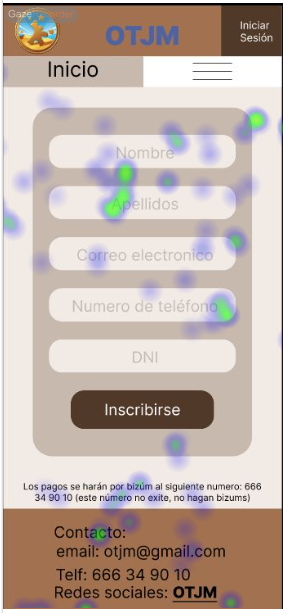 Gaze
OTJM
Iniciar
Sesión
Inicio
Nombre
Apellidos
Correo electronico
Numero de teléfono
DNI
Inscribirse
Los pagos se harán por bizúm al siguiente numero: 666
34 90 10 (este número no exite, no hagan bizums)
Contacto:
email: otjm@gmail.com
Telf: 666 34 90 10
Redes sociales: OTJM